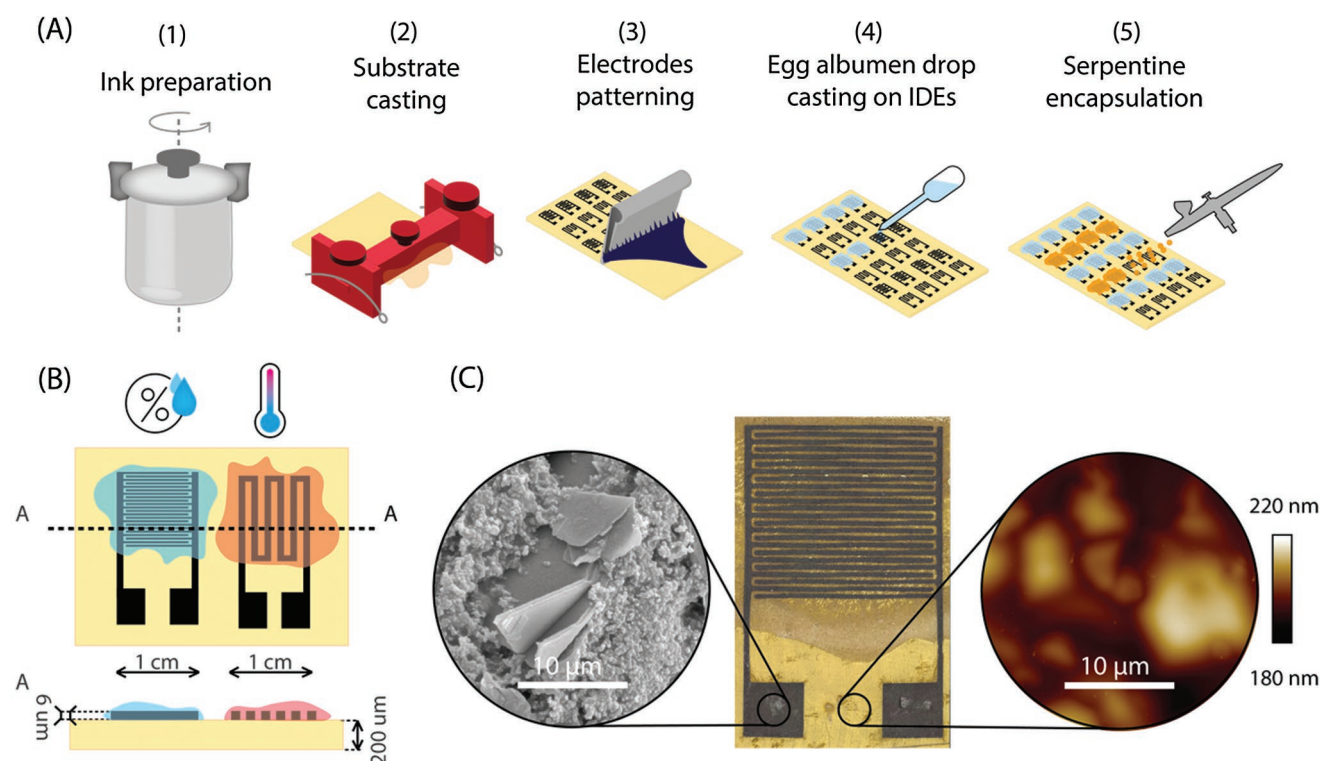 (A)
(1)
Ink preparation
(2)
Substrate
casting
(3)
Electrodes
patterning
(4)
Egg albumen drop
casting on IDEs
(5)
Serpentine
encapsulation
(B)
A
A
1 cm
1 cm
A
6 um
200 um
(C)
10 µm
10 µm
220 nm
180 nm